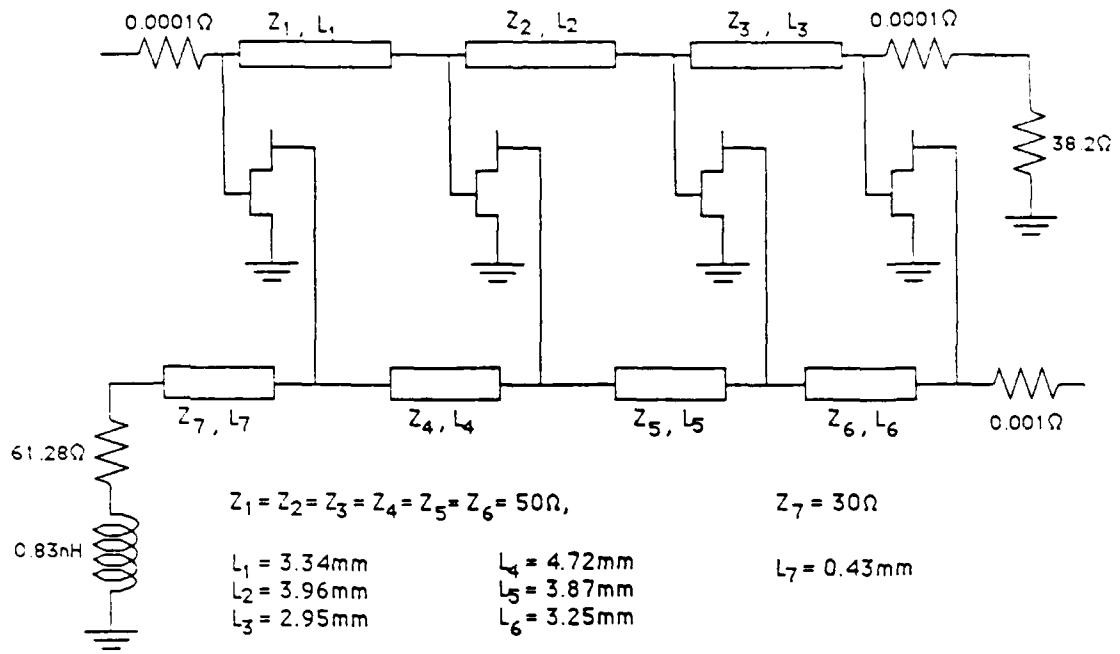 0.0001Ω
Z1, L1
Z2, L2
Z3, L3
0.0001Ω
38.2Ω
Z7, L7
Z4, L4
Z5, L5
Z6, L6
0.001Ω
61.28Ω
0.83nH
Z1 = Z2 = Z3 = Z4 = Z5 = Z6 = 50Ω,
Z7 = 30Ω
L1 = 3.34mm
L4 = 4.72mm
L7 = 0.43mm
L2 = 3.96mm
L5 = 3.87mm
L3 = 2.95mm
L6 = 3.25mm